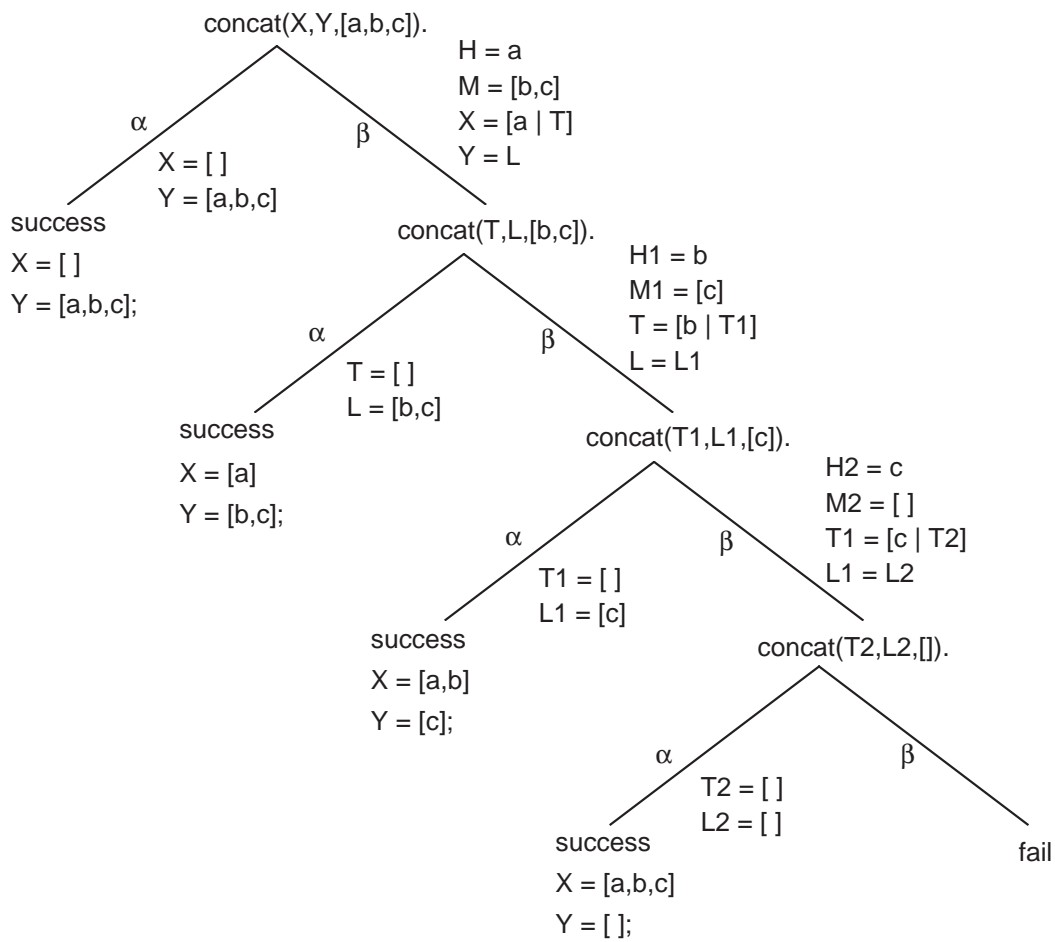 concat(X,Y,[a,b,c]).
H = a
M = [b,c]
X = [a | T]
Y = L
α
β
X = [ ]
Y = [a,b,c]
success
X = [ ]
Y = [a,b,c];
concat(T,L,[b,c]).
H1 = b
M1 = [c]
T = [b | T1]
L = L1
α
β
T = [ ]
L = [b,c]
success
X = [a]
Y = [b,c];
concat(T1,L1,[c]).
H2 = c
M2 = [ ]
T1 = [c | T2]
L1 = L2
α
β
T1 = [ ]
L1 = [c]
success
X = [a,b]
Y = [c];
concat(T2,L2,[]).
α
β
T2 = [ ]
L2 = [ ]
success
X = [a,b,c]
Y = [ ];
fail